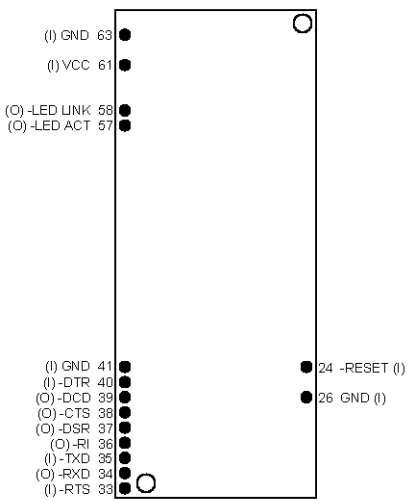 (I) GND 63
(I) VCC 61
(O) -LED LINK 58
(O) -LED ACT 57
(I) GND 41
(I) -DTR 40
(O) -DCD 39
(O) -CTS 38
(O) -DSR 37
(O) -RI 36
(I) -TXD 35
(O) -RXD 34
(I) -RTS 33
24 -RESET (I)
26 GND (I)